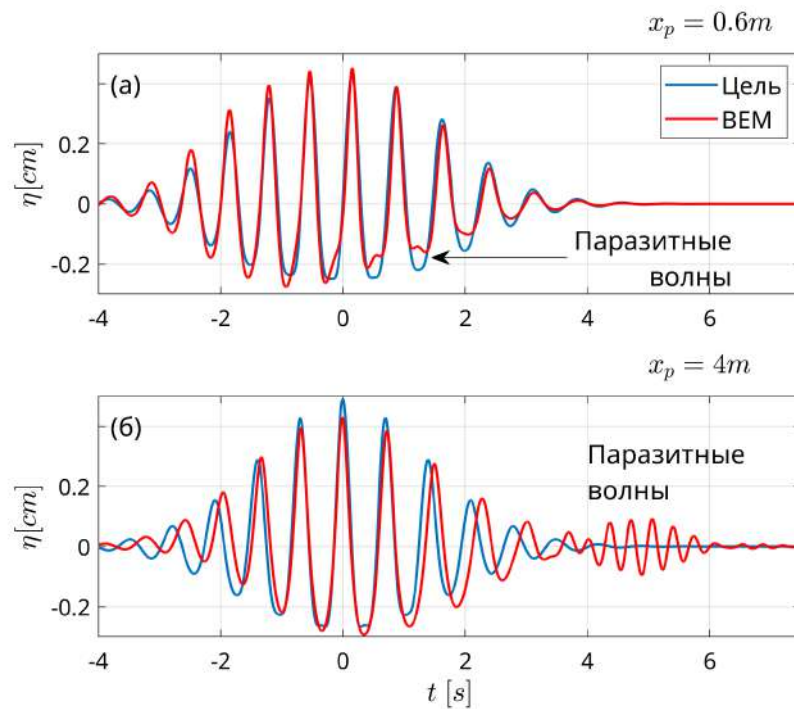 x_p = 0.6m
(а)
Цель
BEM
0.2
0
-0.2
η[cm]
Паразитные
волны
-4
-2
0
2
4
6
x_p = 4m
(б)
Паразитные
волны
0.2
0
-0.2
η[cm]
-4
-2
0
2
4
6
t [s]